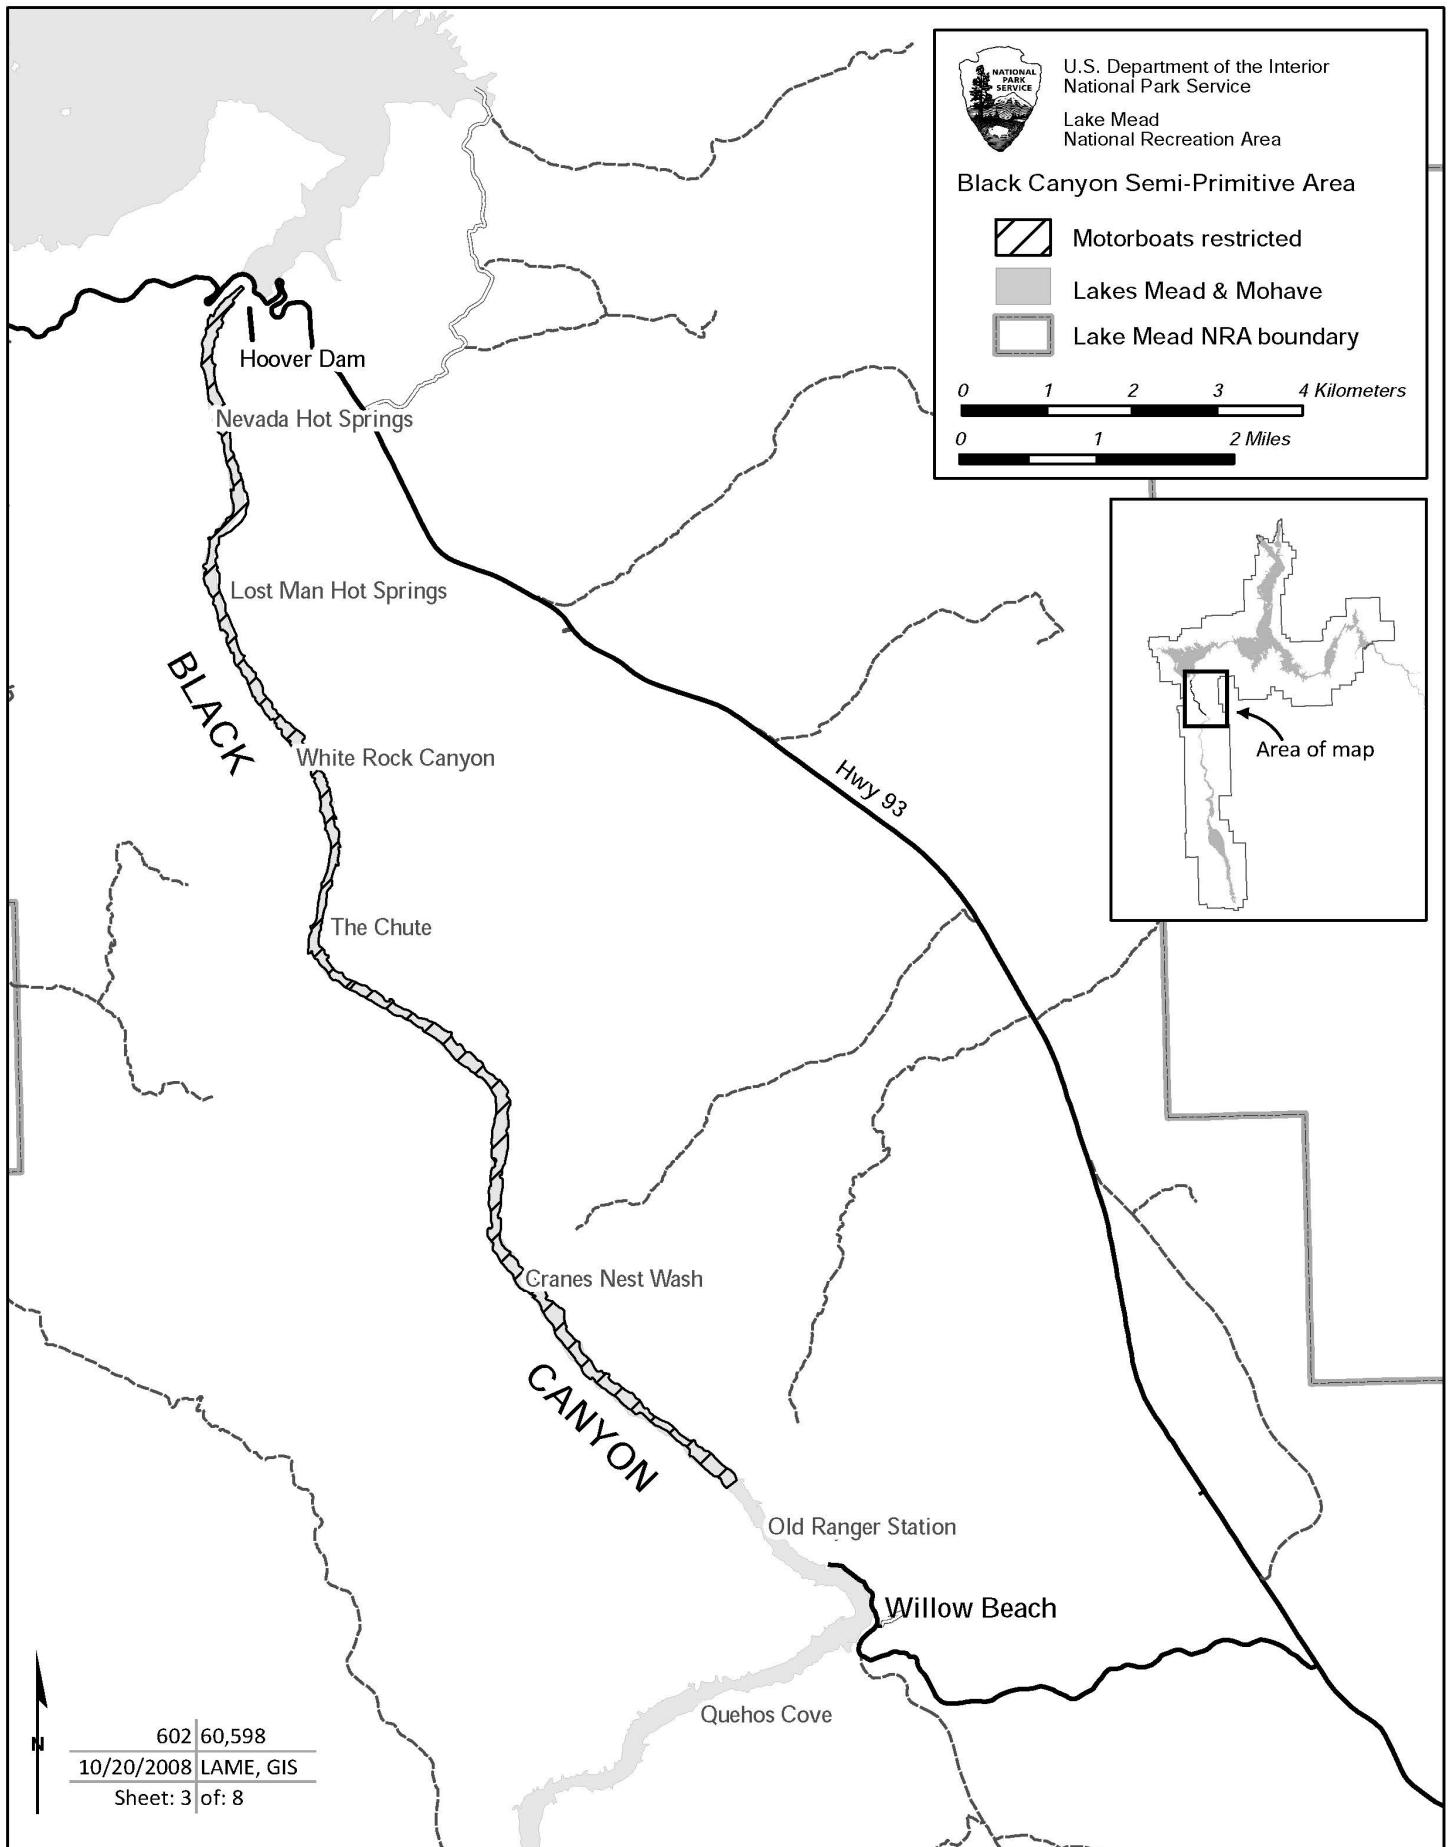 NATIONAL
PARK
SERVICE
U.S. Department of the Interior
National Park Service
Lake Mead
National Recreation Area
Black Canyon Semi-Primitive Area
Motorboats restricted
Lakes Mead & Mohave
Lake Mead NRA boundary
0 1 2 3 4 Kilometers
0 1 2 Miles
Area of map
Hoover Dam
Nevada Hot Springs
Lost Man Hot Springs
BLACK
White Rock Canyon
Hwy 93
The Chute
Cranes Nest Wash
CANYON
Old Ranger Station
Willow Beach
Quehos Cove
N
602 60,598
10/20/2008 LAME, GIS
Sheet: 3 of: 8